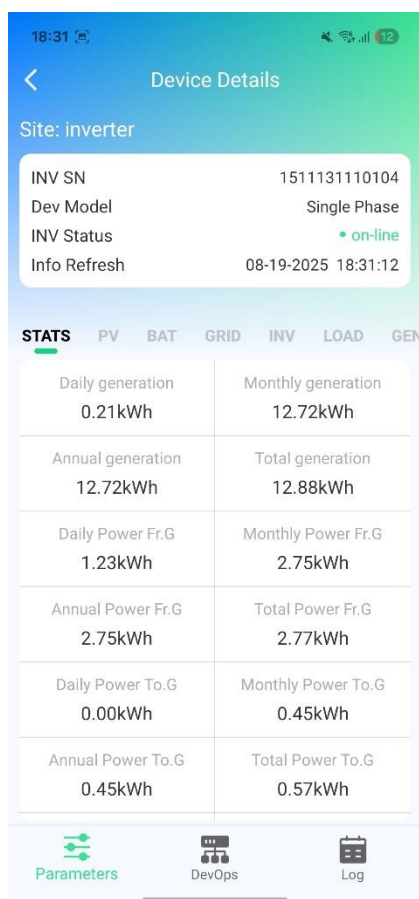 18:31
12
Device Details
Site: inverter
INV SN 1511131110104
Dev Model Single Phase
INV Status • on-line
Info Refresh 08-19-2025 18:31:12
STATS PV BAT GRID INV LOAD GEN
Daily generation Monthly generation
0.21kWh 12.72kWh
Annual generation Total generation
12.72kWh 12.88kWh
Daily Power Fr.G Monthly Power Fr.G
1.23kWh 2.75kWh
Annual Power Fr.G Total Power Fr.G
2.75kWh 2.77kWh
Daily Power To.G Monthly Power To.G
0.00kWh 0.45kWh
Annual Power To.G Total Power To.G
0.45kWh 0.57kWh
Parameters DevOps Log